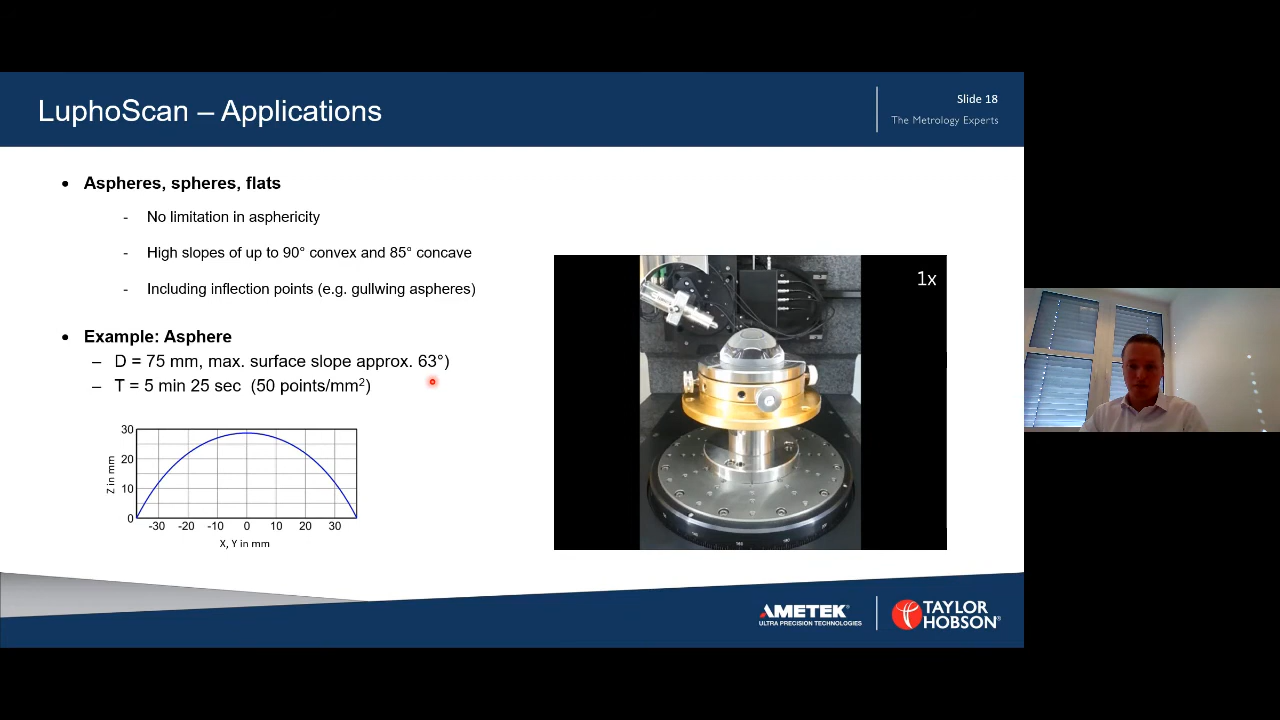 LuphoScan – Applications
Slide 18
The Metrology Experts
• Aspheres, spheres, flats
- No limitation in asphericity
- High slopes of up to 90° convex and 85° concave
- Including inflection points (e.g. gullwing aspheres)
• Example: Asphere
– D = 75 mm, max. surface slope approx. 63°)
– T = 5 min 25 sec (50 points/mm²)
1x
30
20
10
0
Z in mm
-30 -20 -10 0 10 20 30
X, Y in mm
AMETEK®
ULTRA PRECISION TECHNOLOGIES
TAYLOR
HOBSON®